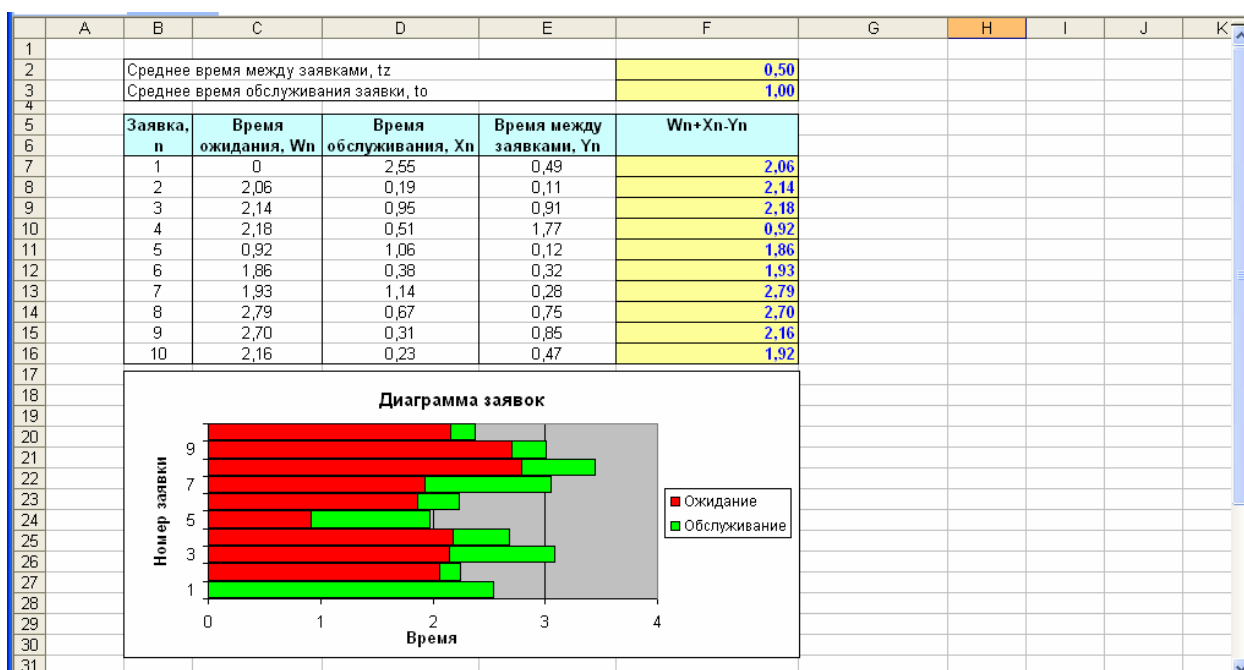 A B C D E F G H I J K
1
2 Среднее время между заявками, tz 0,50
3 Среднее время обслуживания заявки, to 1,00
4
5 Заявка, Время Время Время между Wn+Xn-Yn
6 n ожидания, Wn обслуживания, Xn заявками, Yn
7 1 0 2,55 0,49 2,06
8 2 2,06 0,19 0,11 2,14
9 3 2,14 0,95 0,91 2,18
10 4 2,18 0,51 1,77 0,92
11 5 0,92 1,06 0,12 1,86
12 6 1,86 0,38 0,32 1,93
13 7 1,93 1,14 0,28 2,79
14 8 2,79 0,67 0,75 2,70
15 9 2,70 0,31 0,85 2,16
16 10 2,16 0,23 0,47 1,92
17
18 Диаграмма заявок
19
20
21 9
22 7
23 Ожидание
24 5 Обслуживание
25 Номер заявки
26 3
27
28 1
29 0 1 2 3 4
30 Время
31